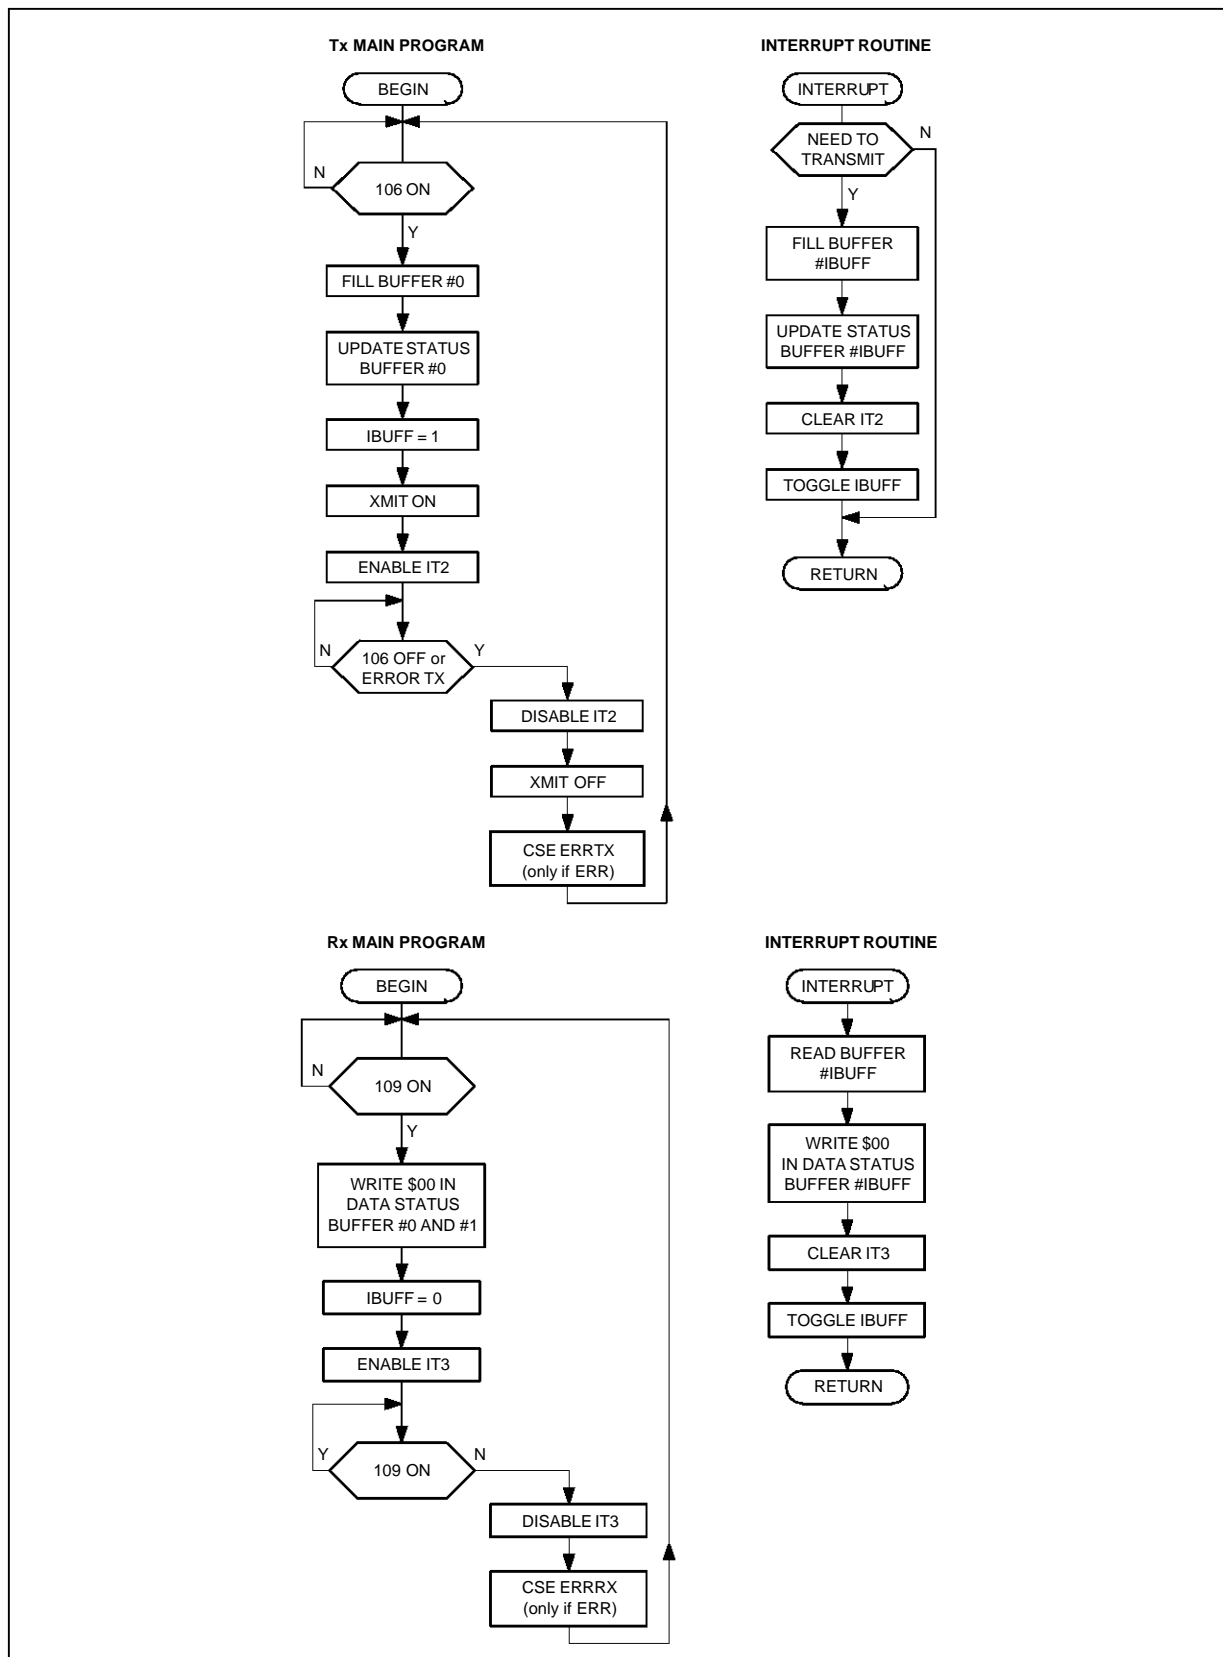 Tx MAIN PROGRAM
BEGIN
N
106 ON
Y
FILL BUFFER #0
UPDATE STATUS
BUFFER #0
IBUFF = 1
XMIT ON
ENABLE IT2
N
106 OFF or
ERROR TX
Y
DISABLE IT2
XMIT OFF
CSE ERRTX
(only if ERR)
INTERRUPT ROUTINE
INTERRUPT
NEED TO
TRANSMIT
N
Y
FILL BUFFER
#IBUFF
UPDATE STATUS
BUFFER #IBUFF
CLEAR IT2
TOGGLE IBUFF
RETURN
Rx MAIN PROGRAM
BEGIN
N
109 ON
Y
WRITE $00 IN
DATA STATUS
BUFFER #0 AND #1
IBUFF = 0
ENABLE IT3
Y
109 ON
N
DISABLE IT3
CSE ERRRX
(only if ERR)
INTERRUPT ROUTINE
INTERRUPT
READ BUFFER
#IBUFF
WRITE $00
IN DATA STATUS
BUFFER #IBUFF
CLEAR IT3
TOGGLE IBUFF
RETURN